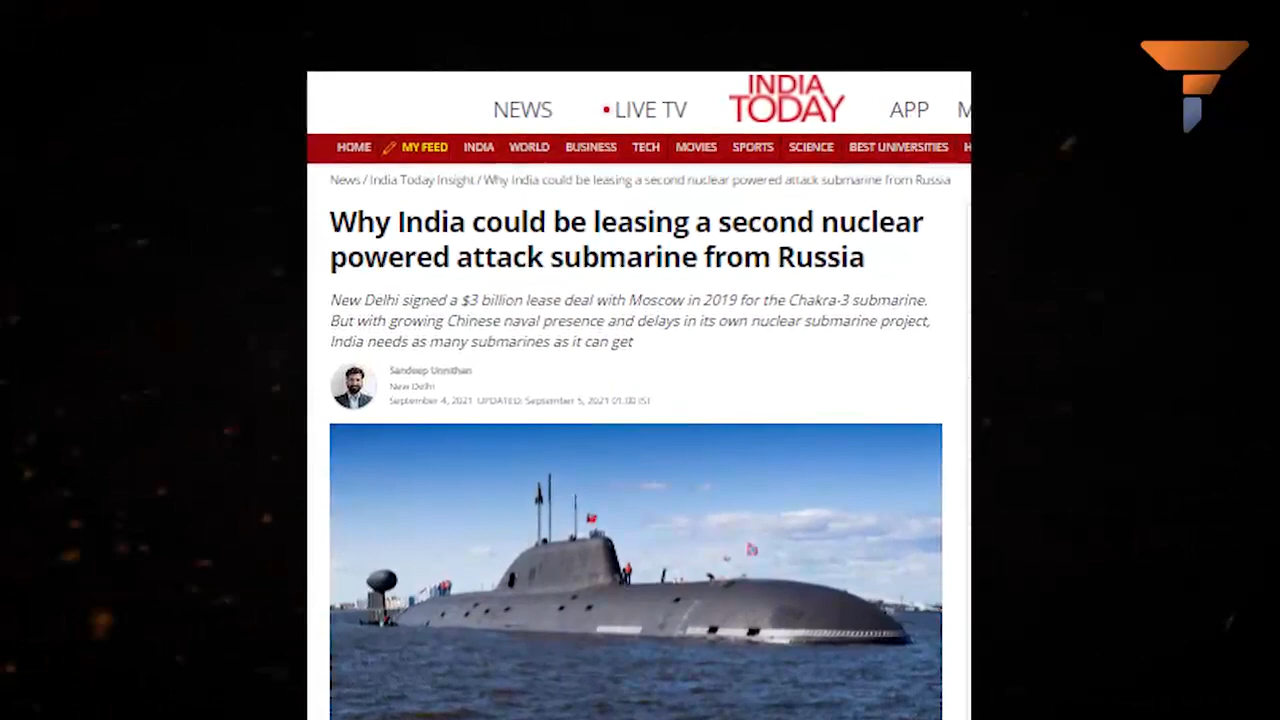 NEWS
• LIVE TV
INDIA
TODAY
APP
M
HOME
MY FEED
INDIA
WORLD
BUSINESS
TECH
MOVIES
SPORTS
SCIENCE
BEST UNIVERSITIES
H
News / India Today Insight / Why India could be leasing a second nuclear powered attack submarine from Russia
Why India could be leasing a second nuclear
powered attack submarine from Russia
New Delhi signed a $3 billion lease deal with Moscow in 2019 for the Chakra-3 submarine.
But with growing Chinese naval presence and delays in its own nuclear submarine project,
India needs as many submarines as it can get
Sandeep Unnithan
New Delhi
September 4, 2021 UPDATED: September 5, 2021 01:00 IST